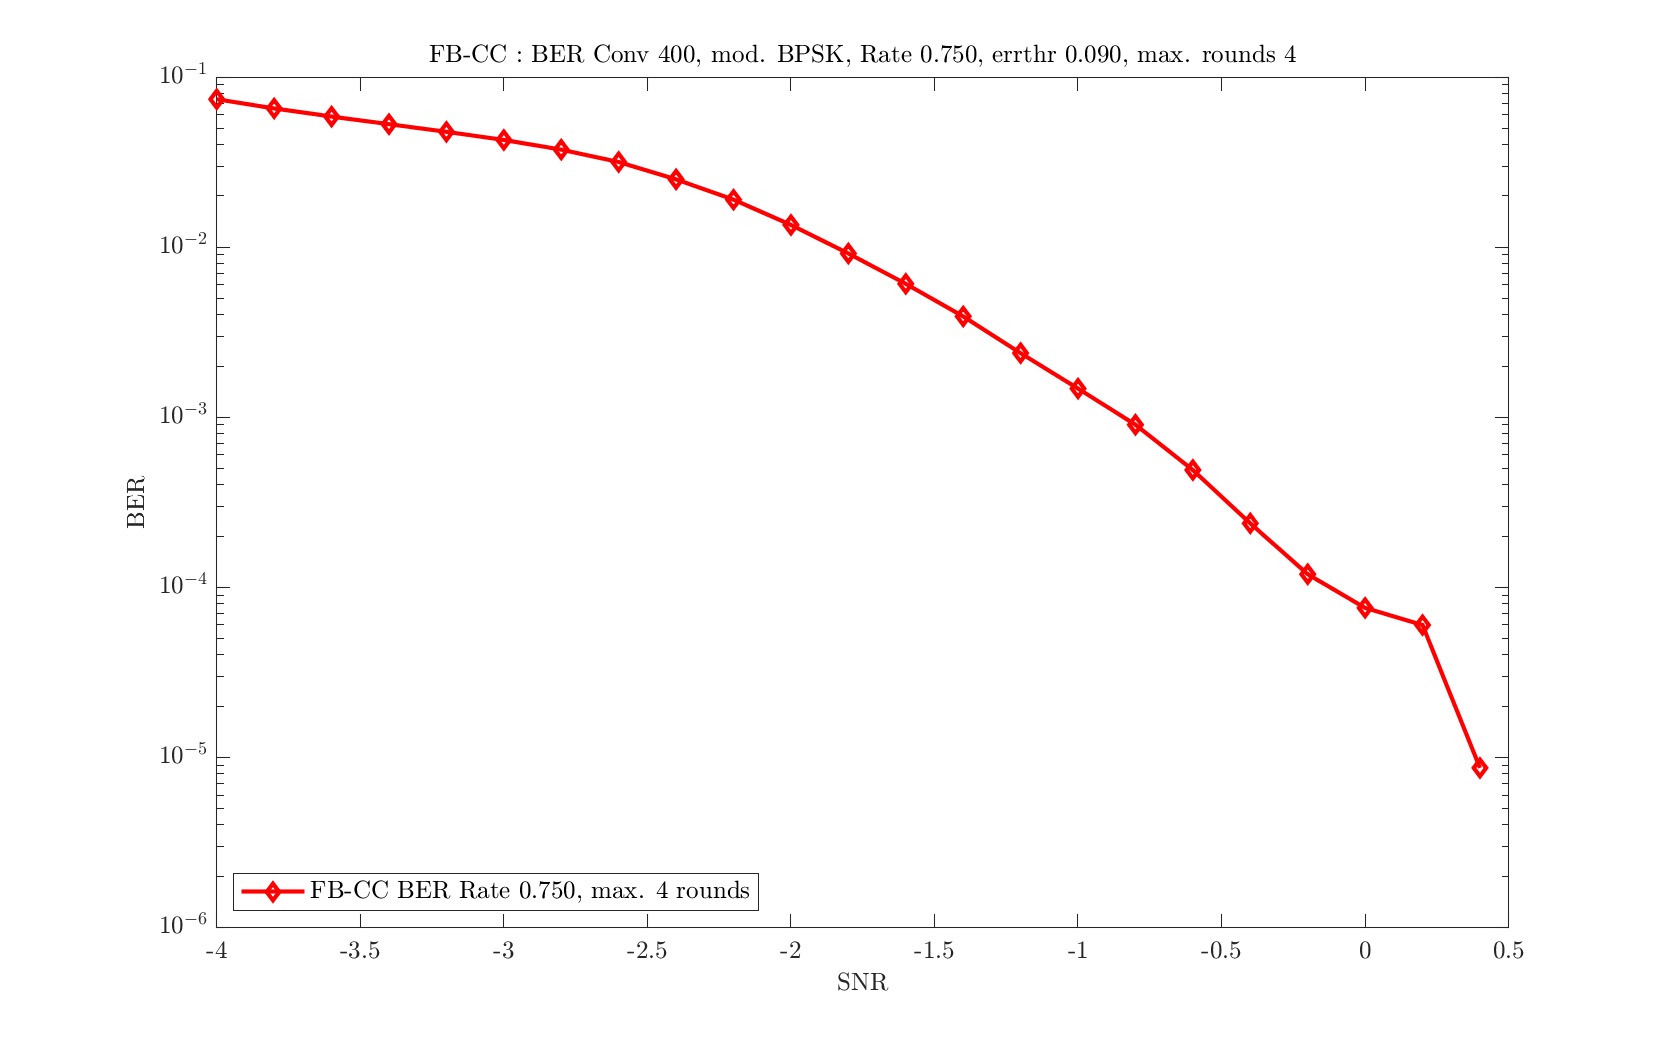 FB-CC : BER Conv 400, mod. BPSK, Rate 0.750, errthr 0.090, max. rounds 4
10^{-1}
10^{-2}
10^{-3}
10^{-4}
10^{-5}
10^{-6}
BER
FB-CC BER Rate 0.750, max. 4 rounds
-4 -3.5 -3 -2.5 -2 -1.5 -1 -0.5 0 0.5
SNR